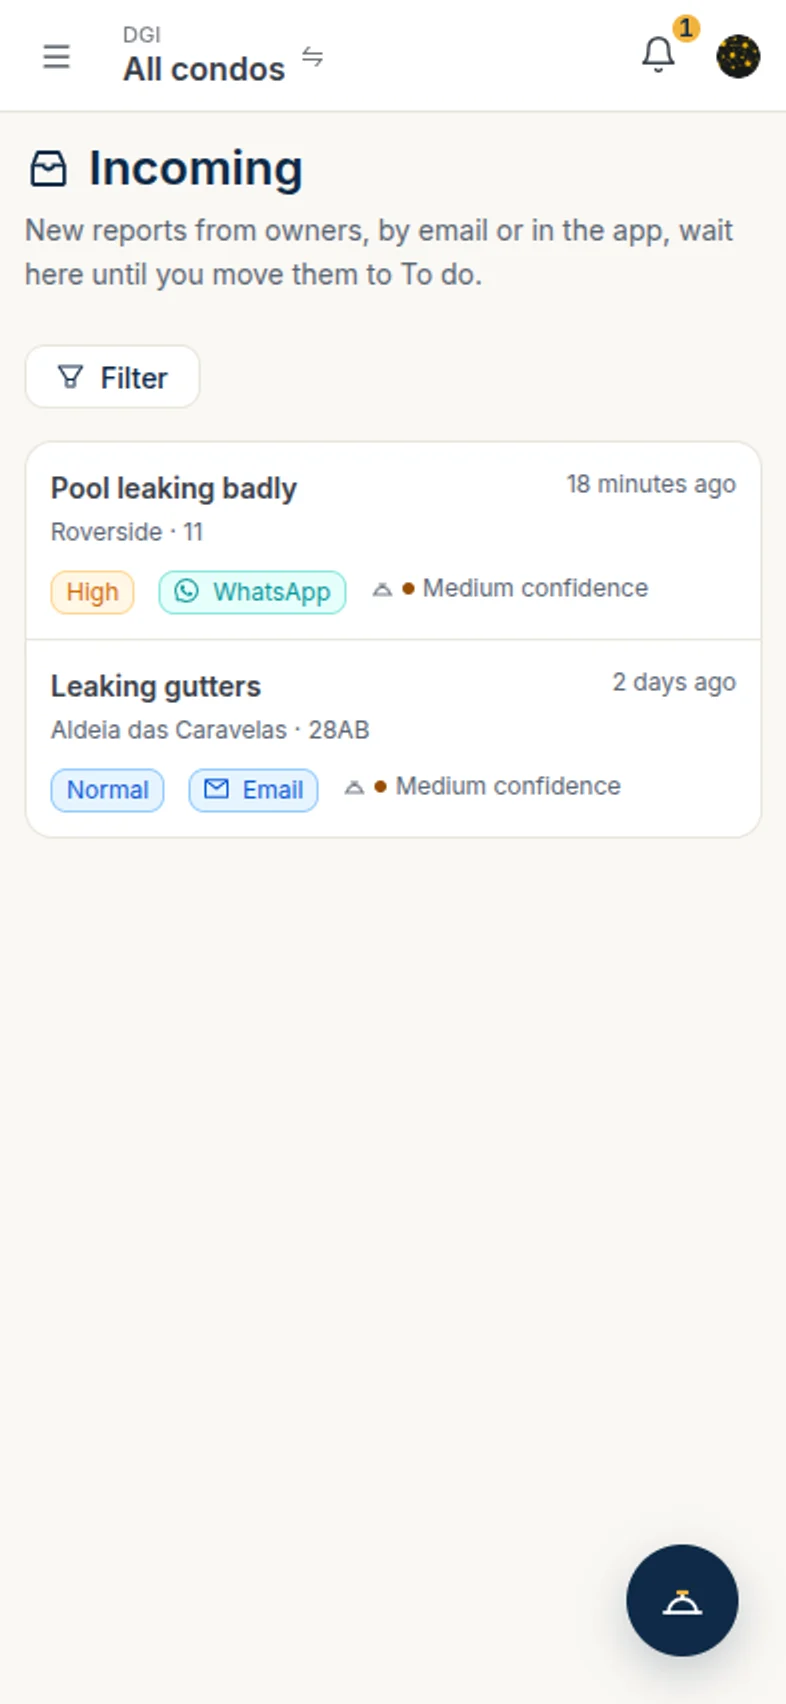 DGI
All condos
1
Incoming
New reports from owners, by email or in the app, wait
here until you move them to To do.
Filter
Pool leaking badly
18 minutes ago
Roverside · 11
High
WhatsApp
Medium confidence
Leaking gutters
2 days ago
Aldeia das Caravelas · 28AB
Normal
Email
Medium confidence